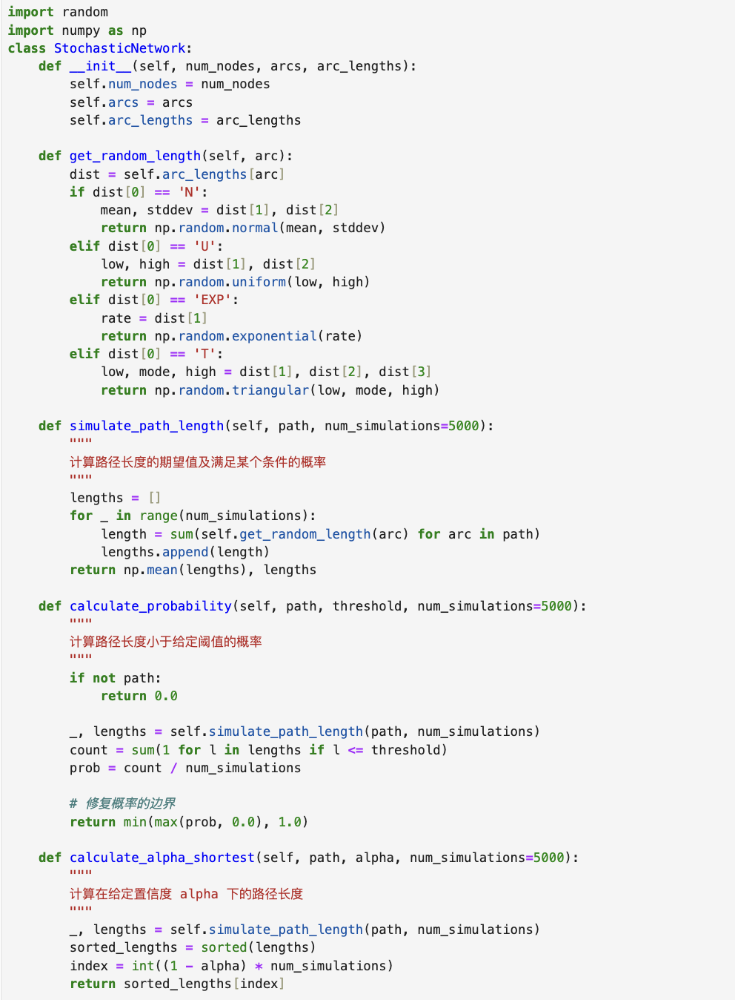 import random
import numpy as np
class StochasticNetwork:
    def __init__(self, num_nodes, arcs, arc_lengths):
        self.num_nodes = num_nodes
        self.arcs = arcs
        self.arc_lengths = arc_lengths

    def get_random_length(self, arc):
        dist = self.arc_lengths[arc]
        if dist[0] == 'N':
            mean, stddev = dist[1], dist[2]
            return np.random.normal(mean, stddev)
        elif dist[0] == 'U':
            low, high = dist[1], dist[2]
            return np.random.uniform(low, high)
        elif dist[0] == 'EXP':
            rate = dist[1]
            return np.random.exponential(rate)
        elif dist[0] == 'T':
            low, mode, high = dist[1], dist[2], dist[3]
            return np.random.triangular(low, mode, high)

    def simulate_path_length(self, path, num_simulations=5000):
        """
        计算路径长度的期望值及满足某个条件的概率
        """
        lengths = []
        for _ in range(num_simulations):
            length = sum(self.get_random_length(arc) for arc in path)
            lengths.append(length)
        return np.mean(lengths), lengths

    def calculate_probability(self, path, threshold, num_simulations=5000):
        """
        计算路径长度小于给定阈值的概率
        """
        if not path:
            return 0.0

        _, lengths = self.simulate_path_length(path, num_simulations)
        count = sum(1 for l in lengths if l <= threshold)
        prob = count / num_simulations

        # 修复概率的边界
        return min(max(prob, 0.0), 1.0)

    def calculate_alpha_shortest(self, path, alpha, num_simulations=5000):
        """
        计算在给定置信度 alpha 下的路径长度
        """
        _, lengths = self.simulate_path_length(path, num_simulations)
        sorted_lengths = sorted(lengths)
        index = int((1 - alpha) * num_simulations)
        return sorted_lengths[index]